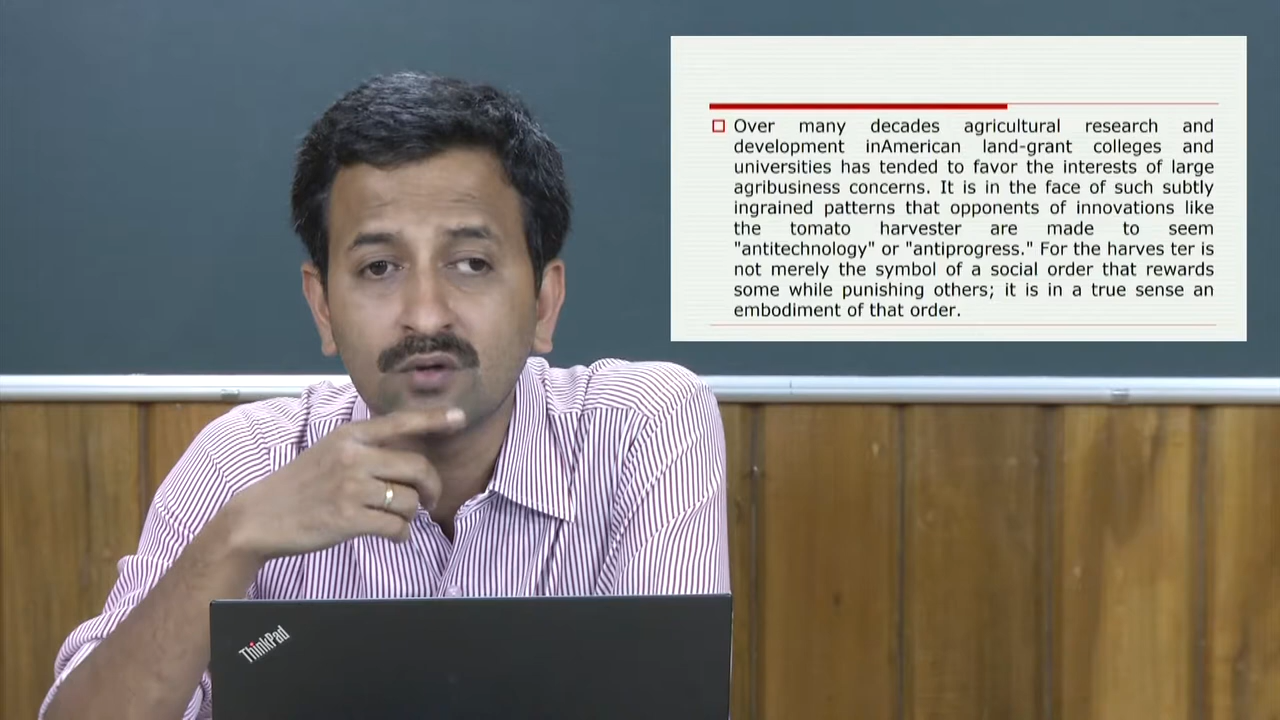 Over many decades agricultural research and
development inAmerican land-grant colleges and
universities has tended to favor the interests of large
agribusiness concerns. It is in the face of such subtly
ingrained patterns that opponents of innovations like
the tomato harvester are made to seem
"antitechnology" or "antiprogress." For the harves ter is
not merely the symbol of a social order that rewards
some while punishing others; it is in a true sense an
embodiment of that order.
ThinkPad